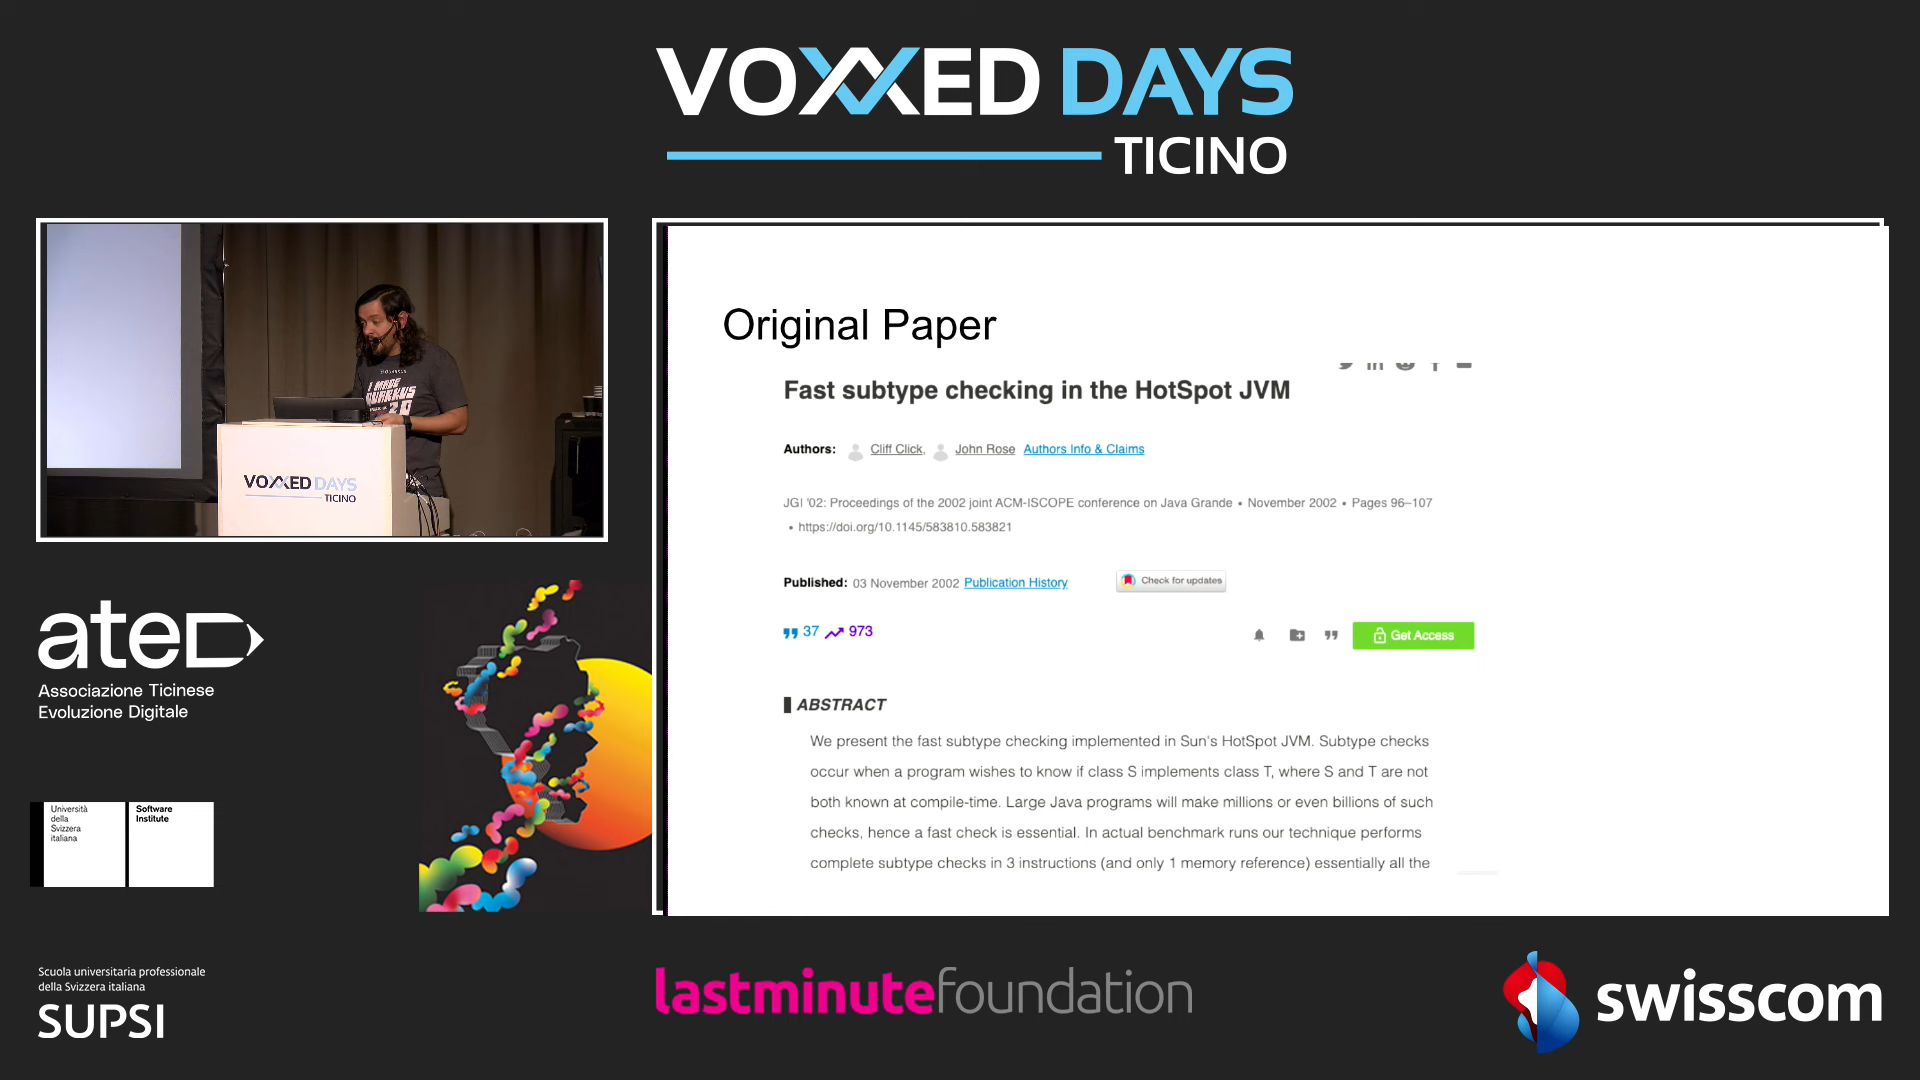 VOXXED DAYS
TICINO
I MADE
QUARKUS
2.0
VOXXED DAYS
TICINO
Original Paper
Fast subtype checking in the HotSpot JVM
Authors: Cliff Click, John Rose Authors Info & Claims
JGI '02: Proceedings of the 2002 joint ACM-ISCOPE conference on Java Grande • November 2002 • Pages 96–107
• https://doi.org/10.1145/583810.583821
Published: 03 November 2002 Publication History
Check for updates
37 973
Get Access
ABSTRACT
We present the fast subtype checking implemented in Sun's HotSpot JVM. Subtype checks
occur when a program wishes to know if class S implements class T, where S and T are not
both known at compile-time. Large Java programs will make millions or even billions of such
checks, hence a fast check is essential. In actual benchmark runs our technique performs
complete subtype checks in 3 instructions (and only 1 memory reference) essentially all the
ated
Associazione Ticinese
Evoluzione Digitale
Università
della
Svizzera
italiana
Software
Institute
Scuola universitaria professionale
della Svizzera italiana
SUPSI
lastminutefoundation
swisscom